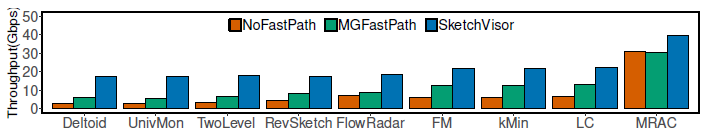 Throughput(Gbps)
50
40
30
20
10
0
NoFastPath MGFastPath SketchVisor
Deltoid UnivMon TwoLevel RevSketch FlowRadar FM kMin LC MRAC